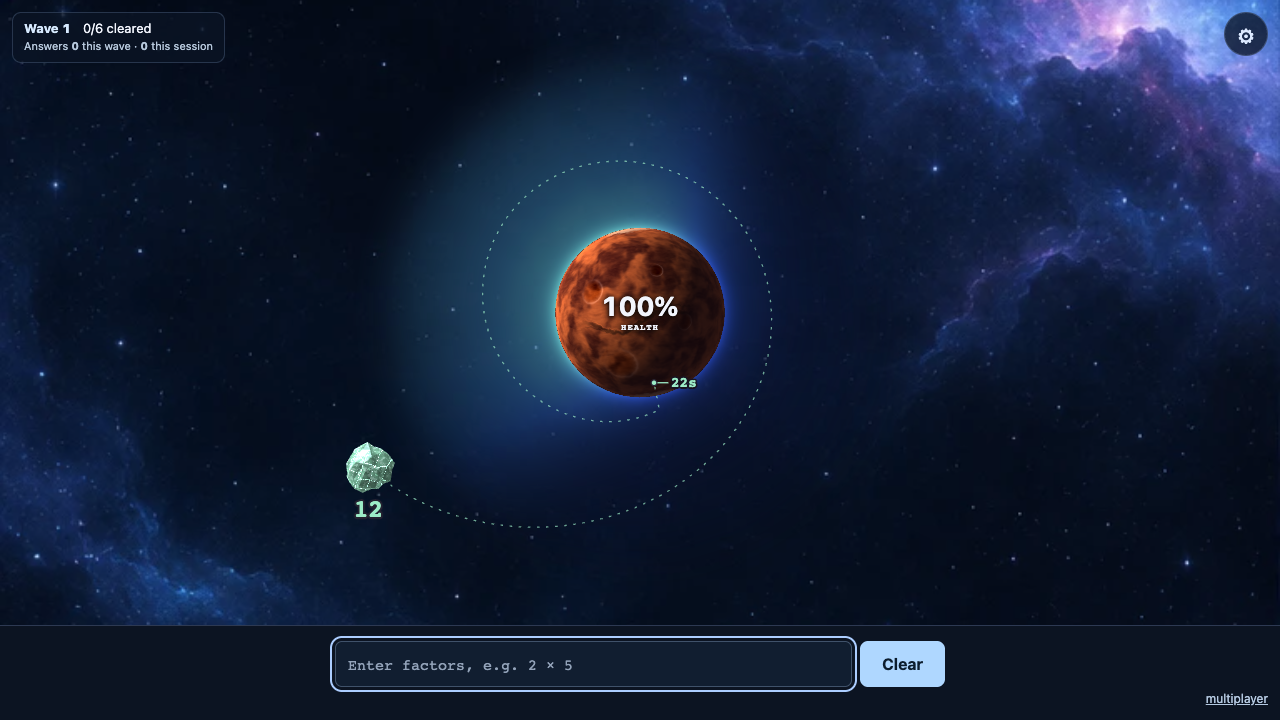 Wave 1 0/6 cleared
Answers 0 this wave · 0 this session
⚙
100%
HEALTH
22s
12
Enter factors, e.g. 2 × 5
Clear
multiplayer